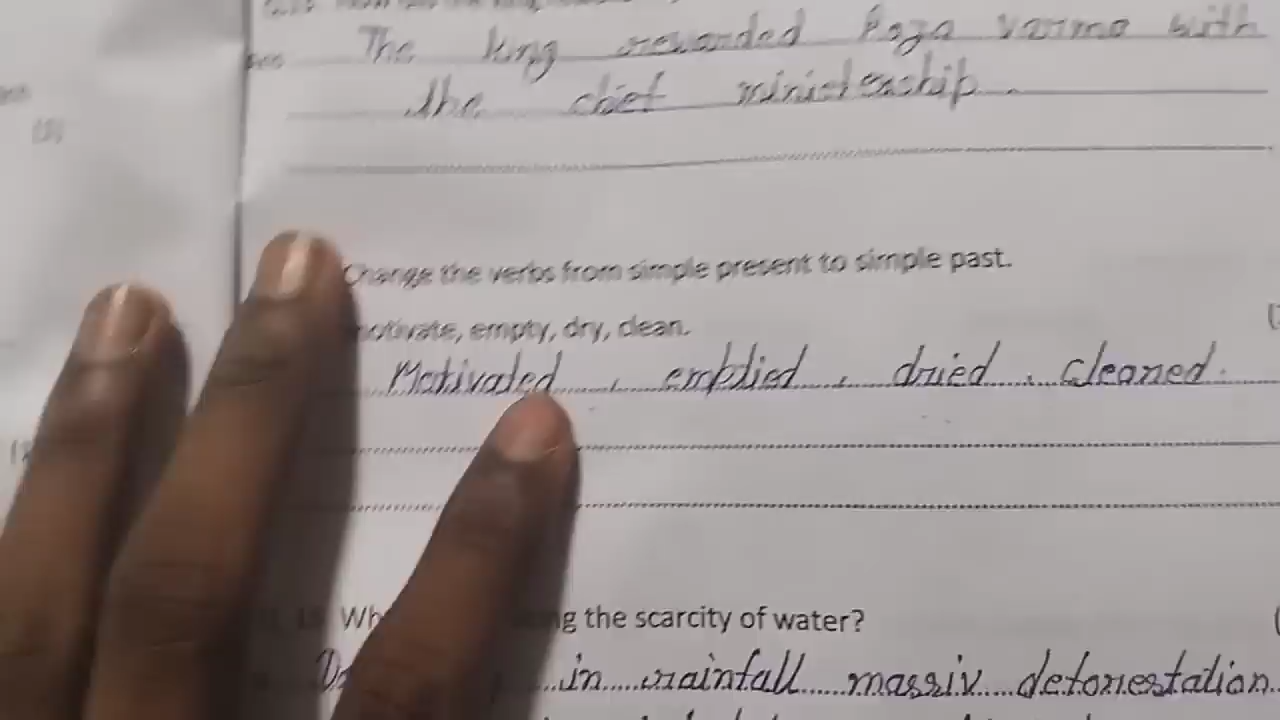 The king rewarded Raja varma with
the chief ministership.
Change the verbs from simple present to simple past.
motivate, empty, dry, clean.
Motivated, emptied, dried, cleaned.
the scarcity of water?
in rainfall massiv deforestation